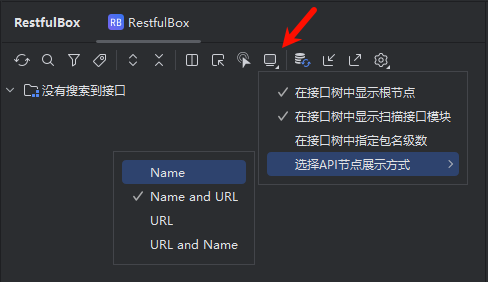 RestfulBox
RB RestfulBox
没有搜索到接口
在接口树中显示根节点
在接口树中显示扫描接口模块
在接口树中指定包名级数
选择API节点展示方式
Name
Name and URL
URL
URL and Name